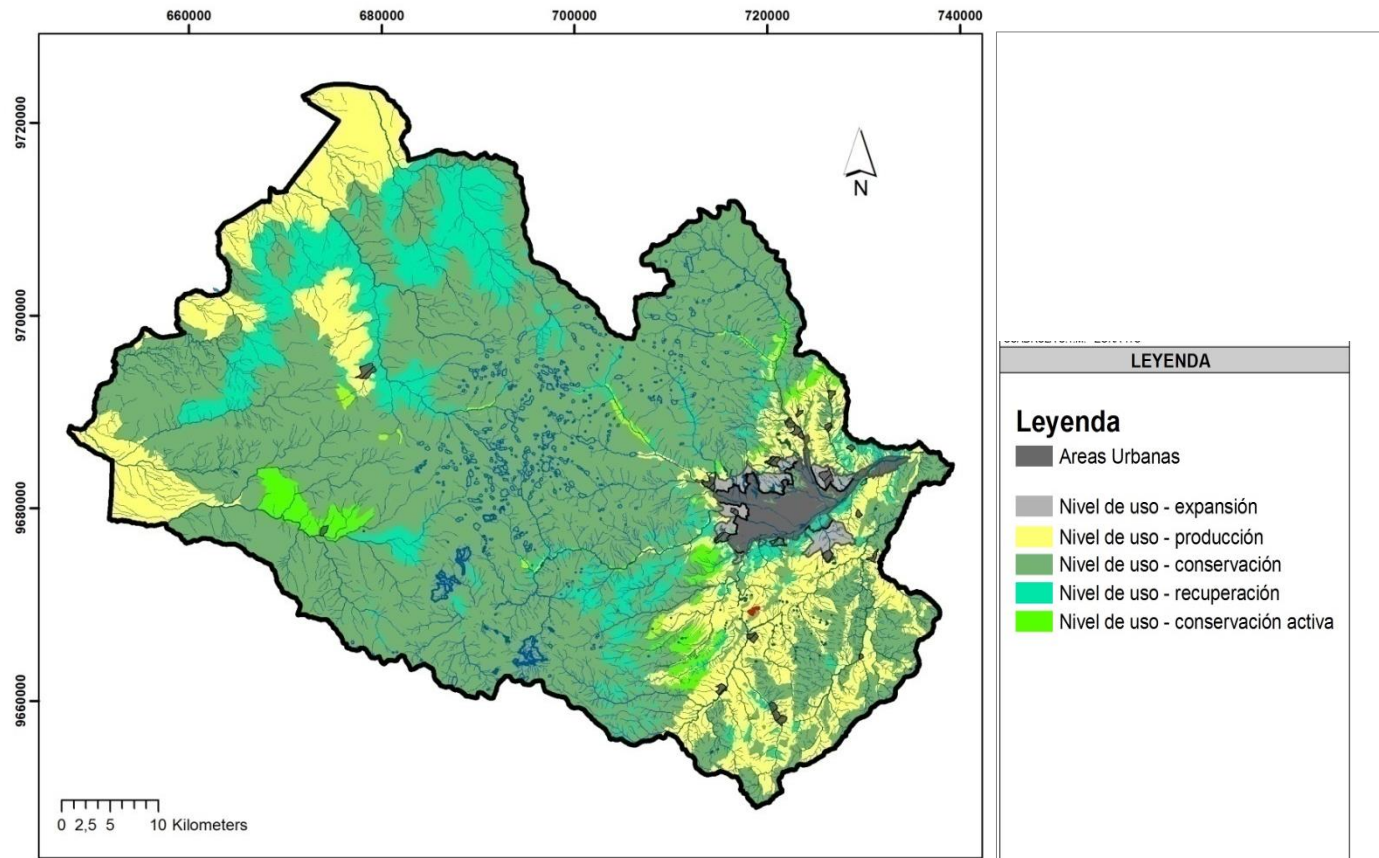 660000 680000 700000 720000 740000
9720000
9700000
9680000
9660000
N
0 2,5 5 10 Kilometers
LEYENDA
Leyenda
Areas Urbanas
Nivel de uso - expansión
Nivel de uso - producción
Nivel de uso - conservación
Nivel de uso - recuperación
Nivel de uso - conservación activa